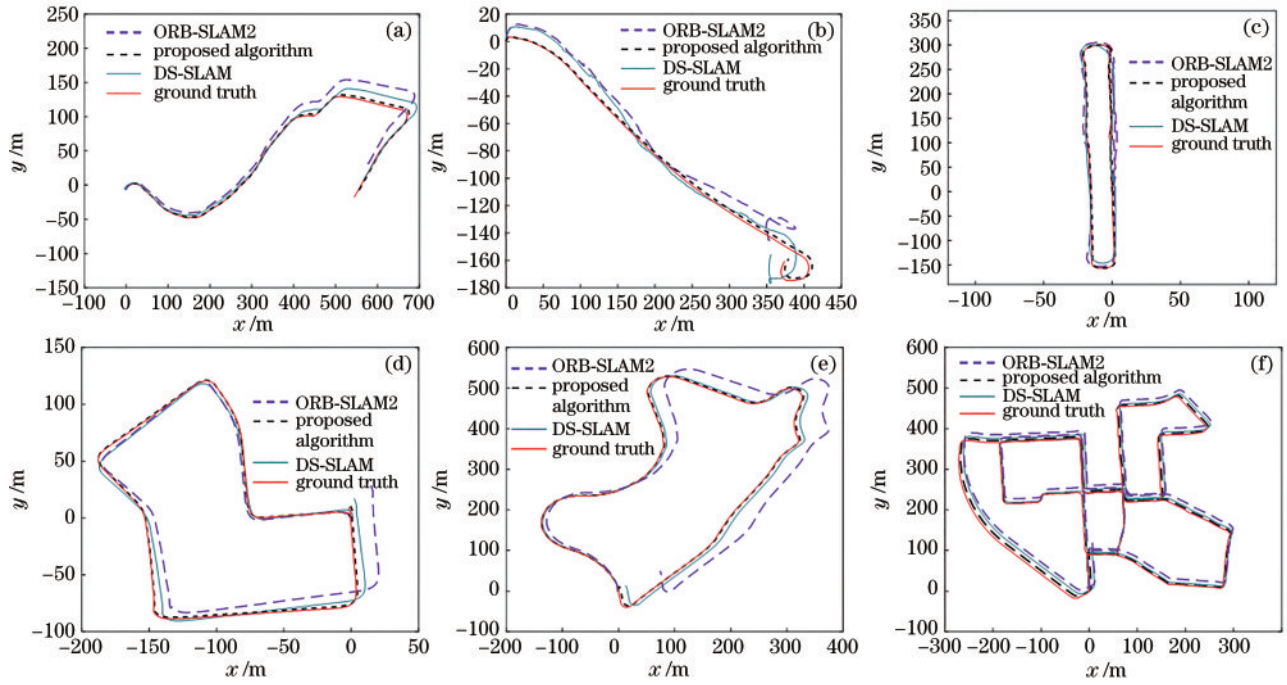 (a)
250
200
150
100
50
0
−50
−100
−150
−100 0 100 200 300 400 500 600 700
x /m
y /m
ORB-SLAM2
proposed algorithm
DS-SLAM
ground truth
(b)
20
0
−20
−40
−60
−80
−100
−120
−140
−160
−180
0 50 100 150 200 250 300 350 400 450
x /m
y /m
ORB-SLAM2
proposed algorithm
DS-SLAM
ground truth
(c)
350
300
250
200
150
100
50
0
−50
−100
−150
−100 −50 0 50 100
x /m
y /m
ORB-SLAM2
proposed
algorithm
DS-SLAM
ground truth
(d)
150
100
50
0
−50
−100
−200 −150 −100 −50 0 50
x /m
y /m
ORB-SLAM2
proposed
algorithm
DS-SLAM
ground truth
(e)
600
500
400
300
200
100
0
−100
−200 −100 0 100 200 300 400
x /m
y /m
ORB-SLAM2
proposed
algorithm
DS-SLAM
ground truth
(f)
600
500
400
300
200
100
0
−100
−300 −200 −100 0 100 200 300
x /m
y /m
ORB-SLAM2
proposed algorithm
DS-SLAM
ground truth